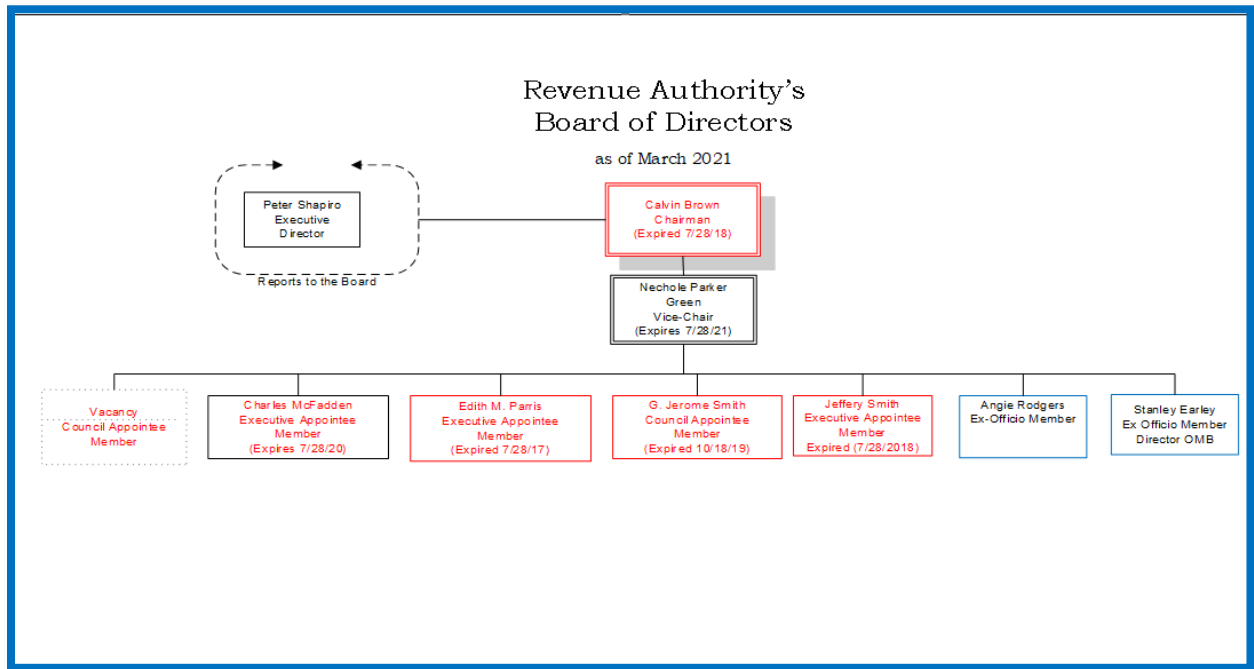 Revenue Authority's
Board of Directors
as of March 2021
Peter Shapiro
Executive
Director
Reports to the Board
Calvin Brown
Chairman
(Expired 7/28/18)
Nechole Parker
Green
Vice-Chair
(Expires 7/28/21)
Vacancy
Council Appointee
Member
Charles McFadden
Executive Appointee
Member
(Expires 7/28/20)
Edith M. Parris
Executive Appointee
Member
(Expired 7/28/17)
G. Jerome Smith
Council Appointee
Member
(Expired 10/18/19)
Jeffery Smith
Executive Appointee
Member
Expired (7/28/2018)
Angie Rodgers
Ex-Officio Member
Stanley Earley
Ex Officio Member
Director OMB